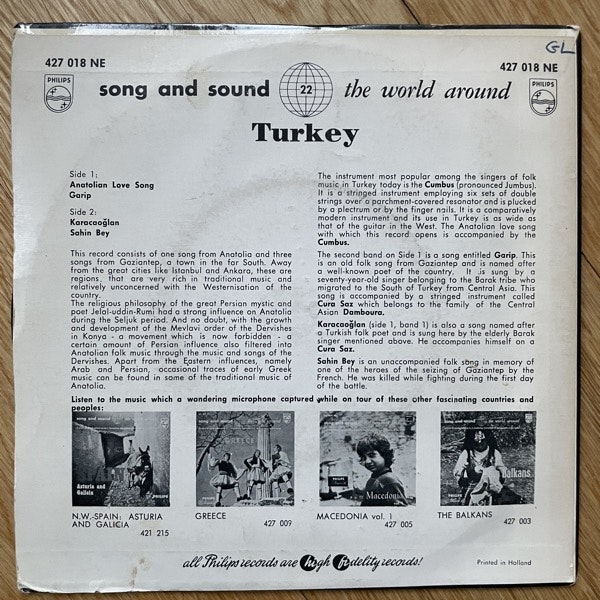 427 018 NE
GL
427 018 NE
PHILIPS
song and sound 22 the world around
PHILIPS
Turkey
Side 1:
Anatolian Love Song
Garip
Side 2:
Karacaoğlan
Sahin Bey
This record consists of one song from Anatolia and three
songs from Gaziantep, a town in the far South. Away
from the great cities like Istanbul and Ankara, these are
regions, that are very rich in traditional music and
relatively unconcerned with the Westernisation of the
country.
The religious philosophy of the great Persian mystic and
poet Jelal-uddin-Rumi had a strong influence on Anatolia
during the Seljuk period. And no doubt, with the growth
and development of the Mevlavi order of the Dervishes
in Konya - a movement which is now forbidden - a
certain amount of Persian influence also filtered into
Anatolian folk music through the music and songs of the
Dervishes. Apart from the Eastern influences, namely
Arab and Persian, occasional traces of early Greek
music can be found in some of the traditional music of
Anatolia.
The instrument most popular among the singers of folk
music in Turkey today is the Cumbus (pronounced Jumbus).
It is a stringed instrument employing six sets of double
strings over a parchment-covered resonator and is plucked
by a plectrum or by the finger nails. It is a comparatively
modern instrument and its use in Turkey is as wide as
that of the guitar in the West. The Anatolian love song
with which this record opens is accompanied by the
Cumbus.
The second band on Side 1 is a song entitled Garip. This
is an old folk song from Gaziantep and is named after
a well-known poet of the country. It is sung by a
seventy-year-old singer belonging to the Barak tribe who
migrated to the South of Turkey from Central Asia. This
song is accompanied by a stringed instrument called
Cura Saz which belongs to the family of the Central
Asian Damboura.
Karacaoğlan (side 1, band 1) is also a song named after
a Turkish folk poet and is sung here by the elderly Barak
singer mentioned above. He accompanies himself on a
Cura Saz.
Sahin Bey is an unaccompanied folk song in memory of
one of the heroes of the seizing of Gaziantep by the
French. He was killed while fighting during the first day
of the battle.
Listen to the music which a wandering microphone captured while on tour of these other fascinating countries and
peoples:
song and sound
Asturia and
Galicia
PHILIPS
GREECE
PHILIPS
Macedonia
song and sound the world around
Balkans
N.W.-SPAIN: ASTURIA
AND GALICIA
421 215
GREECE
427 009
MACEDONIA vol. 1
427 005
THE BALKANS
427 003
all Philips records are high fidelity records!
Printed in Holland